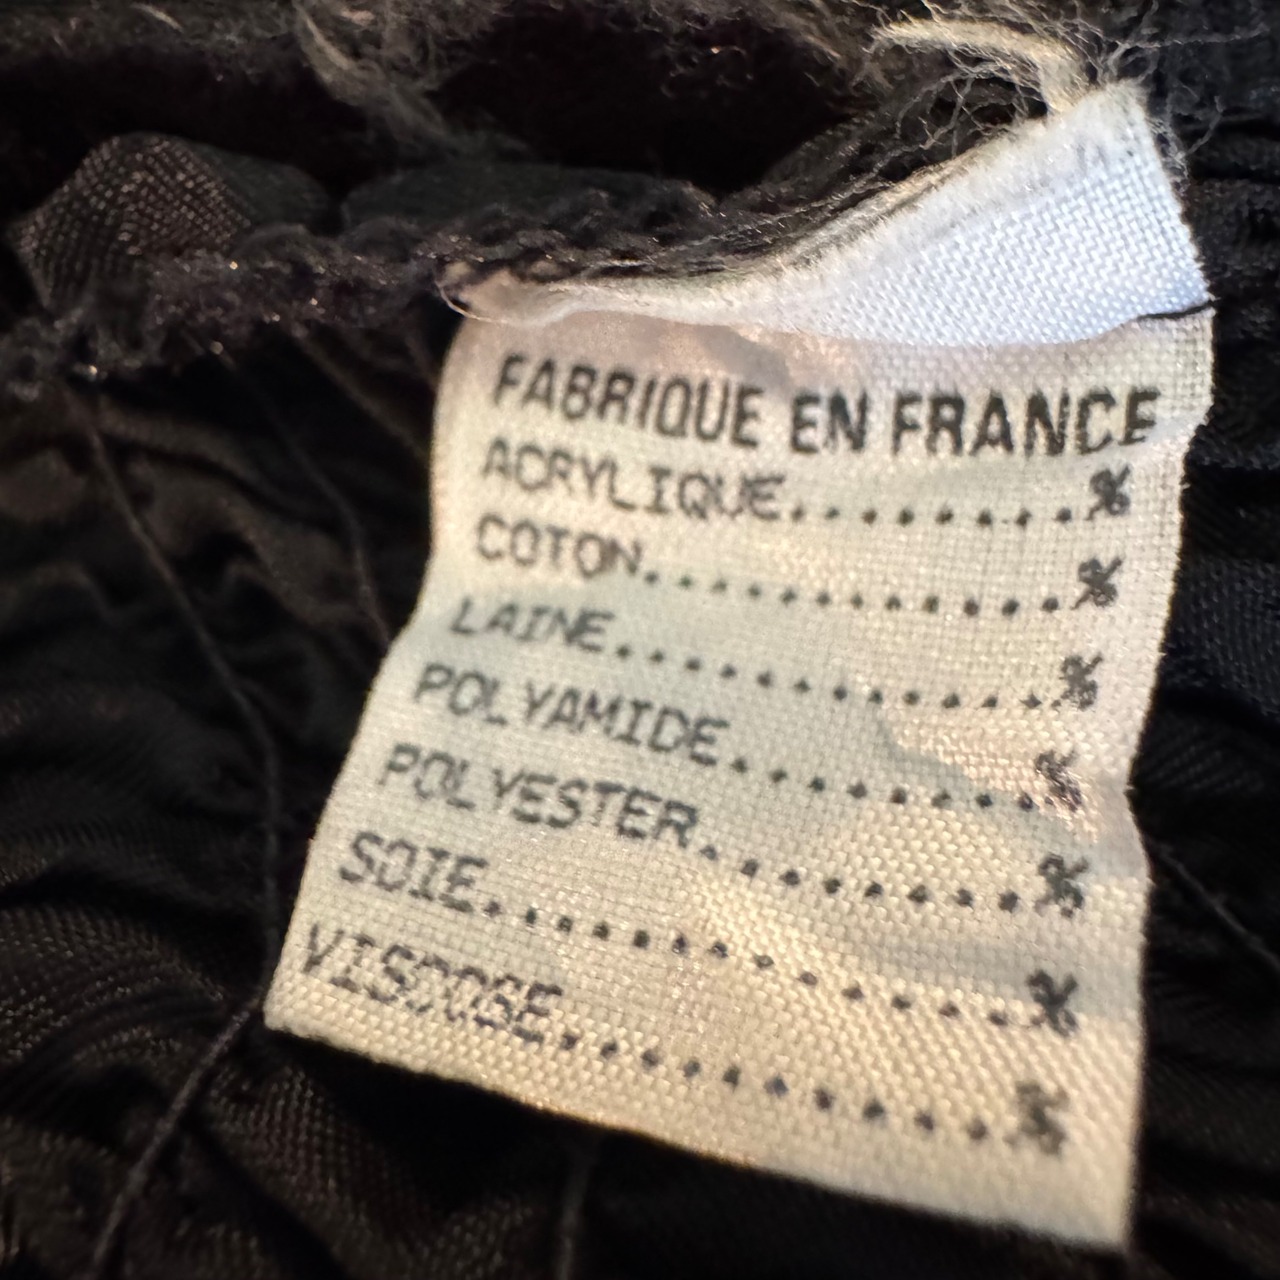 FABRIQUE EN FRANCE
ACRYLIQUE........%
COTON............%
LAINE............%
POLYAMIDE.........%
POLYESTER.........%
SOIE.............%
VISCOSE...........%